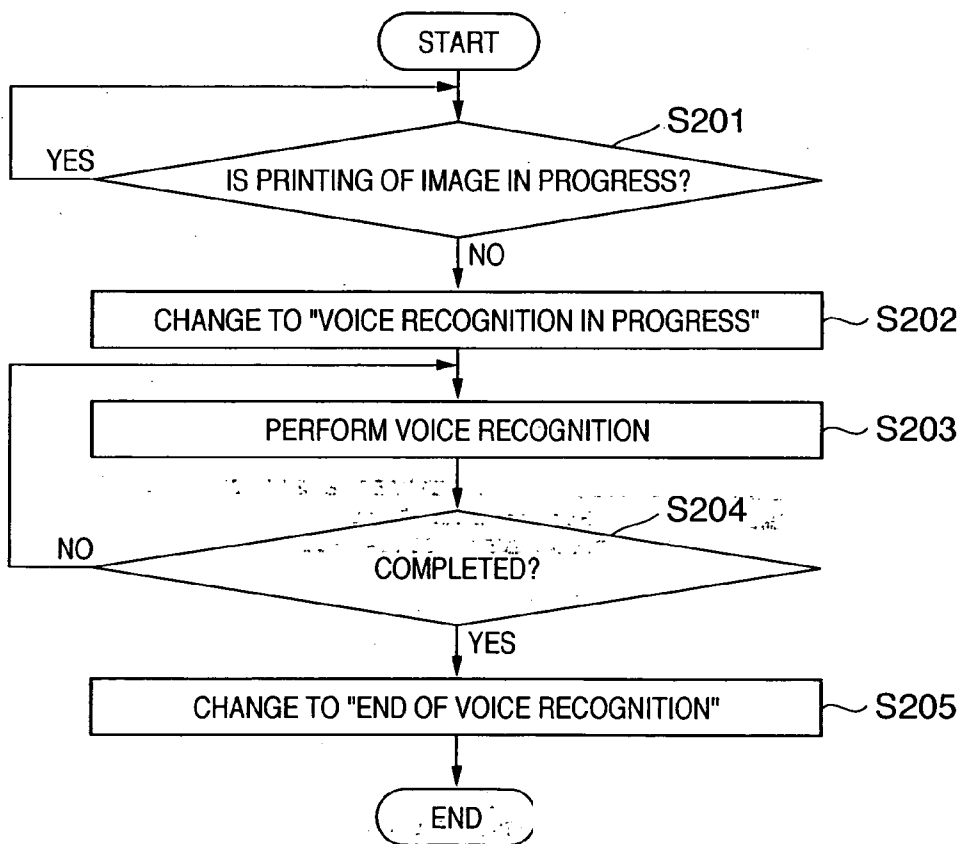 START
S201
YES
IS PRINTING OF IMAGE IN PROGRESS?
NO
CHANGE TO "VOICE RECOGNITION IN PROGRESS"
S202
PERFORM VOICE RECOGNITION
S203
S204
NO
COMPLETED?
YES
CHANGE TO "END OF VOICE RECOGNITION"
S205
END